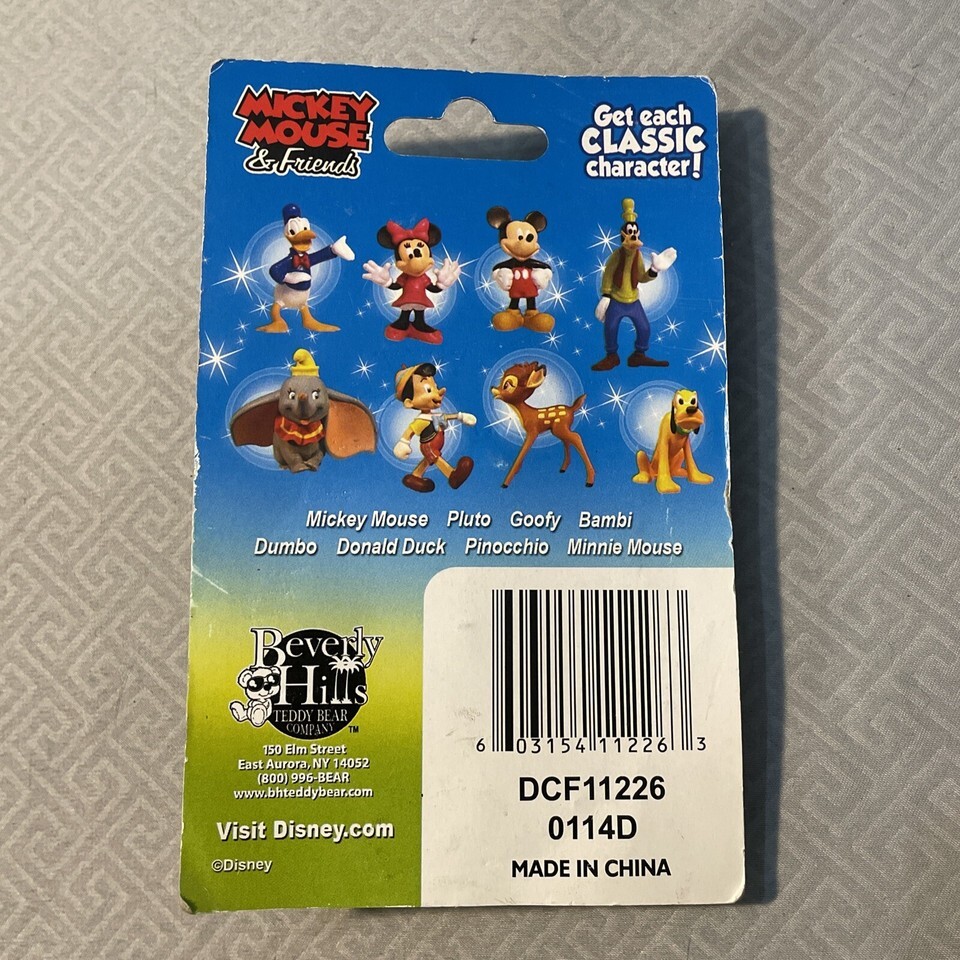 MICKEY
MOUSE
& Friends
Get each
CLASSIC
character!
Mickey Mouse Pluto Goofy Bambi
Dumbo Donald Duck Pinocchio Minnie Mouse
Beverly
Hills
TEDDY BEAR
COMPANY™
150 Elm Street
East Aurora, NY 14052
(800) 996-BEAR
www.bhteddybear.com
Visit Disney.com
©Disney
6 03154 11226 3
DCF11226
0114D
MADE IN CHINA